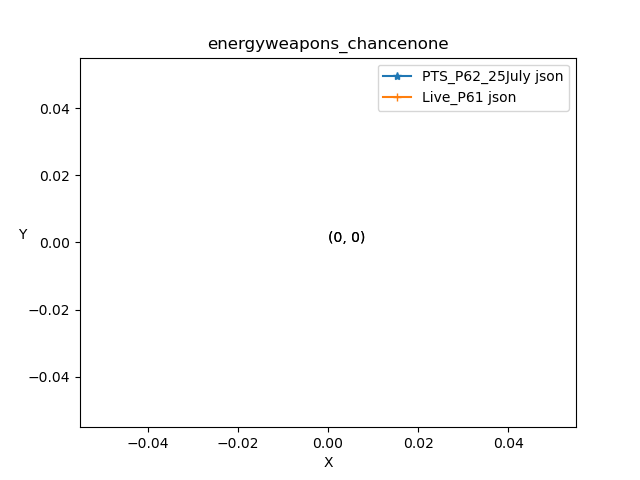 energyweapons_chancenone
PTS_P62_25July json
Live_P61 json
0.04
0.02
(0, 0)
Y
0.00
−0.02
−0.04
−0.04
−0.02
0.00
0.02
0.04
X